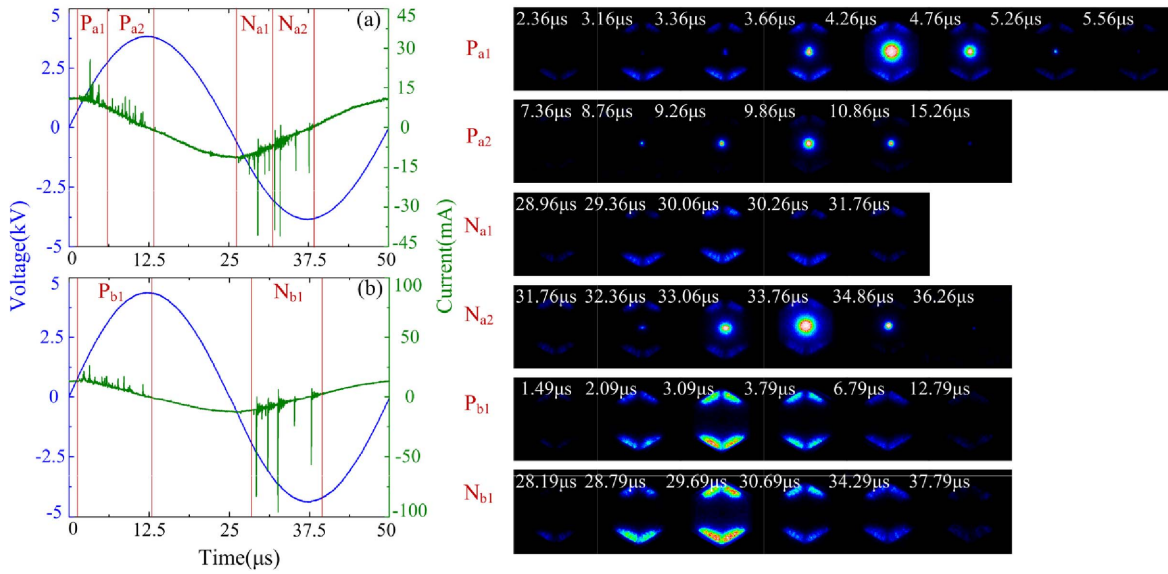 Pa1 Pa2 Na1 Na2 (a)
5 2.5 0 -2.5 -5
45 30 15 0 -15 -30 -45
0 12.5 25 37.5 50
Voltage(kV)
Current(mA)
Pb1 Nb1 (b)
5 2.5 0 -2.5 -5
100 50 0 -50 -100
0 12.5 25 37.5 50
Time(μs)
Pa1 2.36μs 3.16μs 3.36μs 3.66μs 4.26μs 4.76μs 5.26μs 5.56μs
Pa2 7.36μs 8.76μs 9.26μs 9.86μs 10.86μs 15.26μs
Na1 28.96μs 29.36μs 30.06μs 30.26μs 31.76μs
Na2 31.76μs 32.36μs 33.06μs 33.76μs 34.86μs 36.26μs
Pb1 1.49μs 2.09μs 3.09μs 3.79μs 6.79μs 12.79μs
Nb1 28.19μs 28.79μs 29.69μs 30.69μs 34.29μs 37.79μs